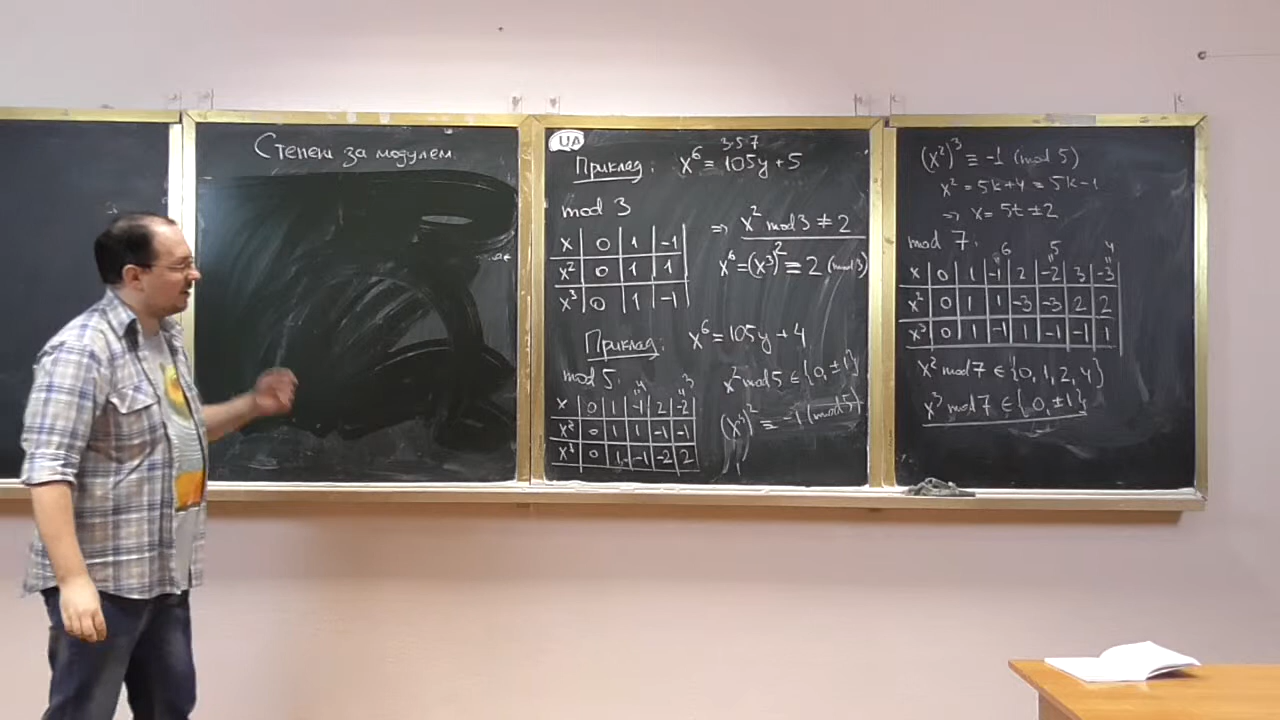 Степені за модулем.
UA
Приклад: x⁶ = 105y + 5
3·5·7
mod 3
x 0 1 -1
x² 0 1 1
x³ 0 1 -1
=> x² mod 3 ≠ 2
x⁶ = (x³)² ≡ 2 (mod 3)
Приклад: x⁶ = 105y + 4
mod 5:
4 3
x 0 1 -1 2 -2
x² 0 1 1 -1 -1
x³ 0 1 -1 -2 2
x² mod 5 ∈ {0, ±1}
(x³)² ≡ -1 (mod 5)
(x²)³ ≡ -1 (mod 5)
x² = 5k+4 = 5k-1
=> x = 5t ± 2
mod 7:
6 5 4
x 0 1 -1 2 -2 3 -3
x² 0 1 1 -3 -3 2 2
x³ 0 1 -1 1 -1 -1 1
x² mod 7 ∈ {0, 1, 2, 4}
x³ mod 7 ∈ {0, ±1}